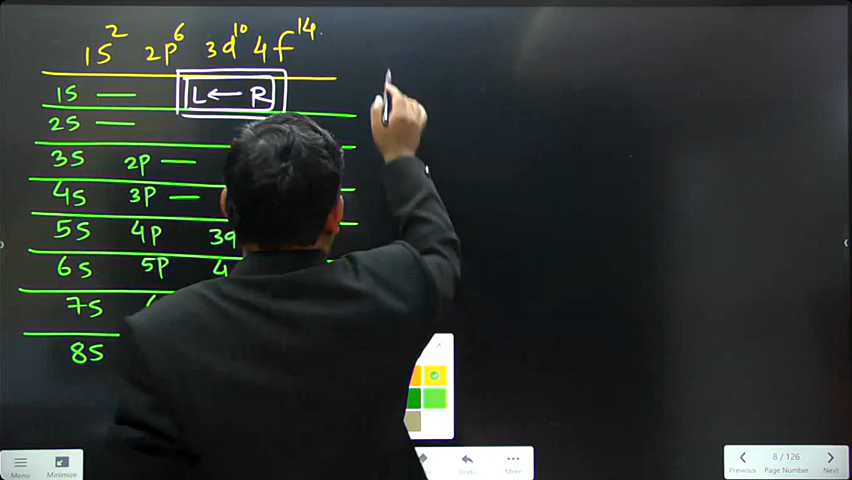 1s² 2p⁶ 3d¹⁰ 4f¹⁴
1s — L ← R
2s —
3s 2p —
4s 3p —
5s 4p
6s 5p 4
7s
8s
Menu Minimize Undo More Previous 8 / 126 Page Number Next